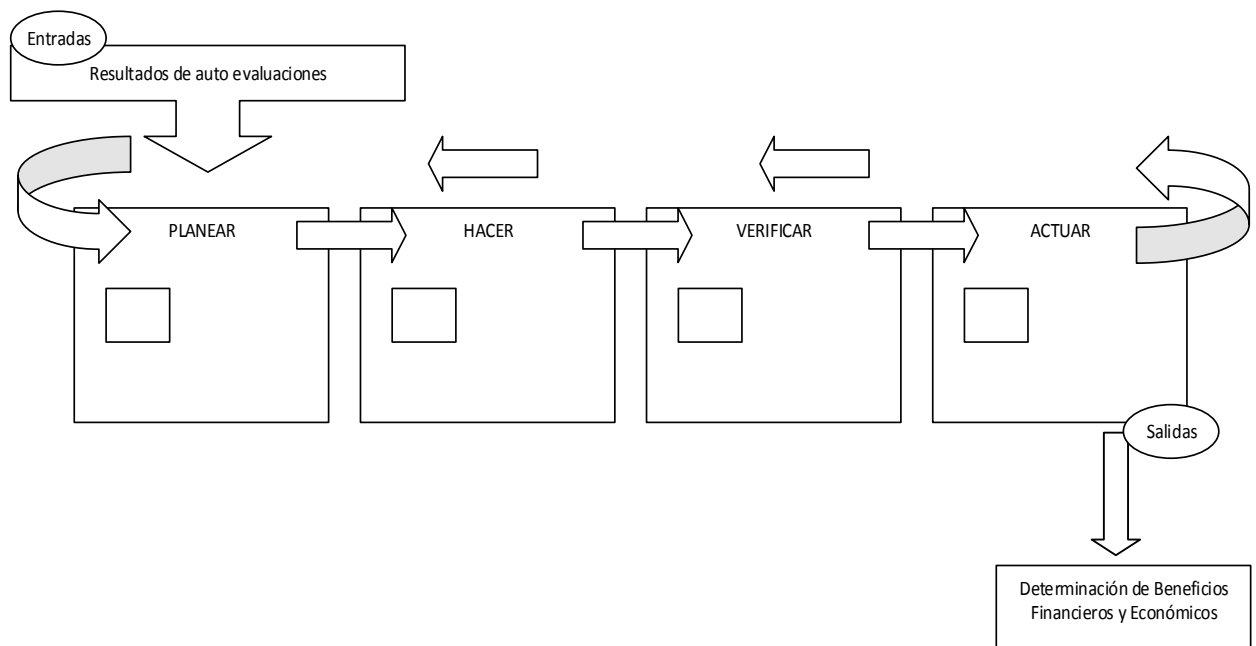 Entradas
Resultados de auto evaluaciones
PLANEAR
HACER
VERIFICAR
ACTUAR
Salidas
Determinación de Beneficios
Financieros y Económicos